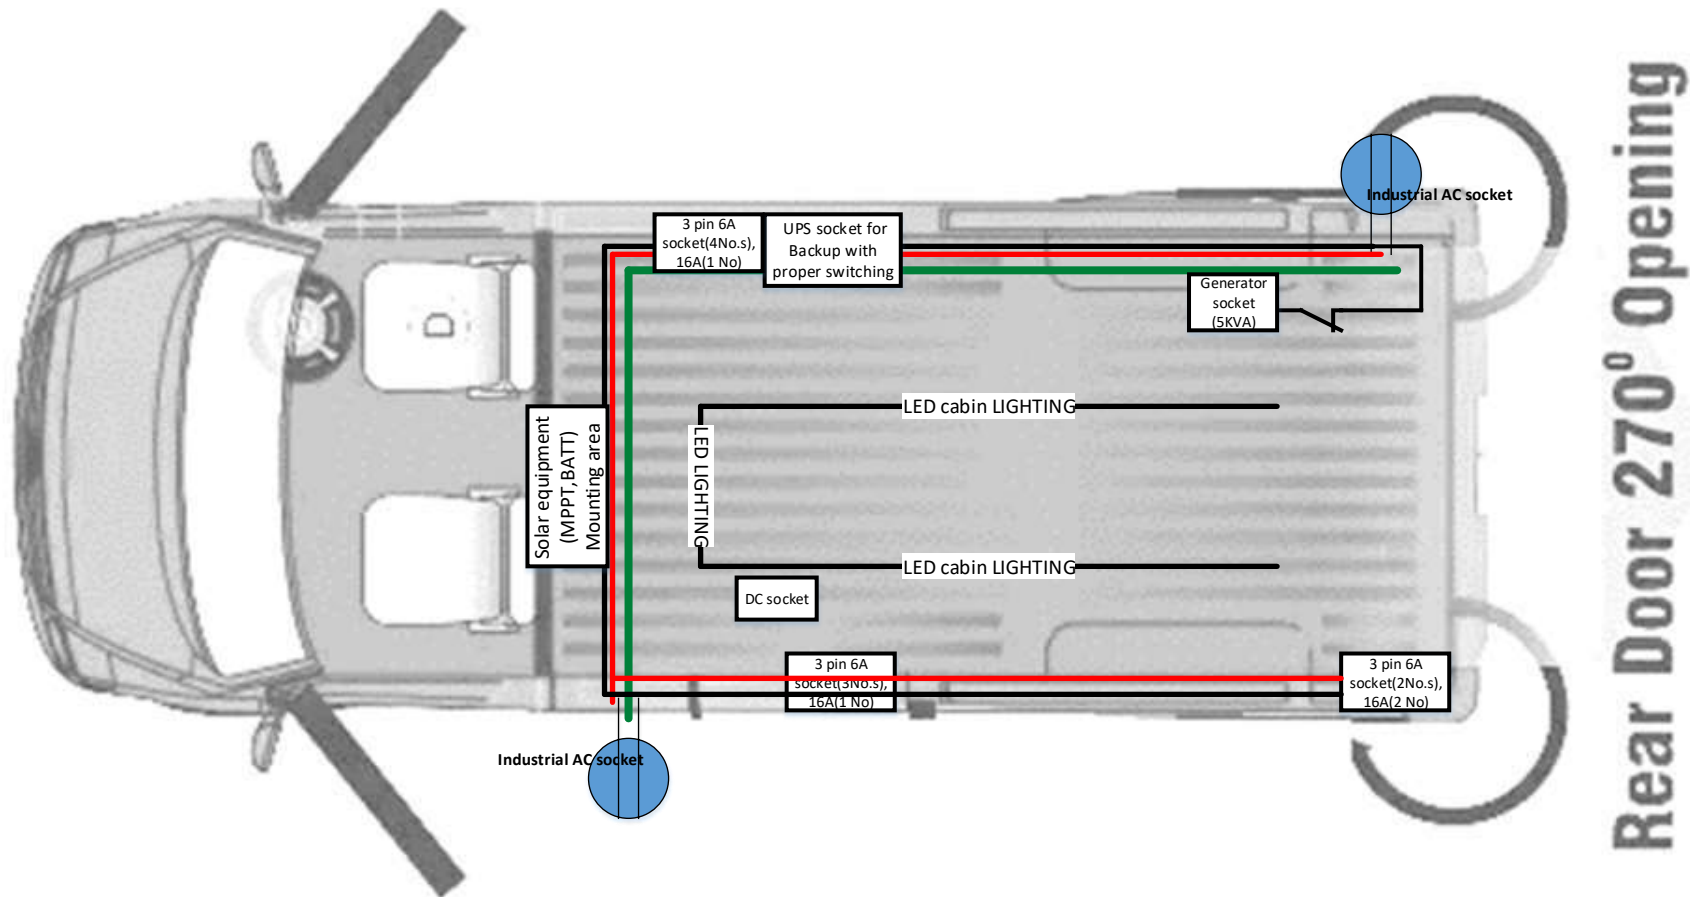 Industrial AC socket
3 pin 6A
socket(4No.s),
16A(1 No)
UPS socket for
Backup with
proper switching
Generator
socket
(5KVA)
LED cabin LIGHTING
LED LIGHTING
Solar equipment
(MPPT,BATT)
Mounting area
LED cabin LIGHTING
DC socket
3 pin 6A
socket(3No.s),
16A(1 No)
3 pin 6A
socket(2No.s),
16A(2 No)
Industrial AC socket
Rear Door 270° Opening
D